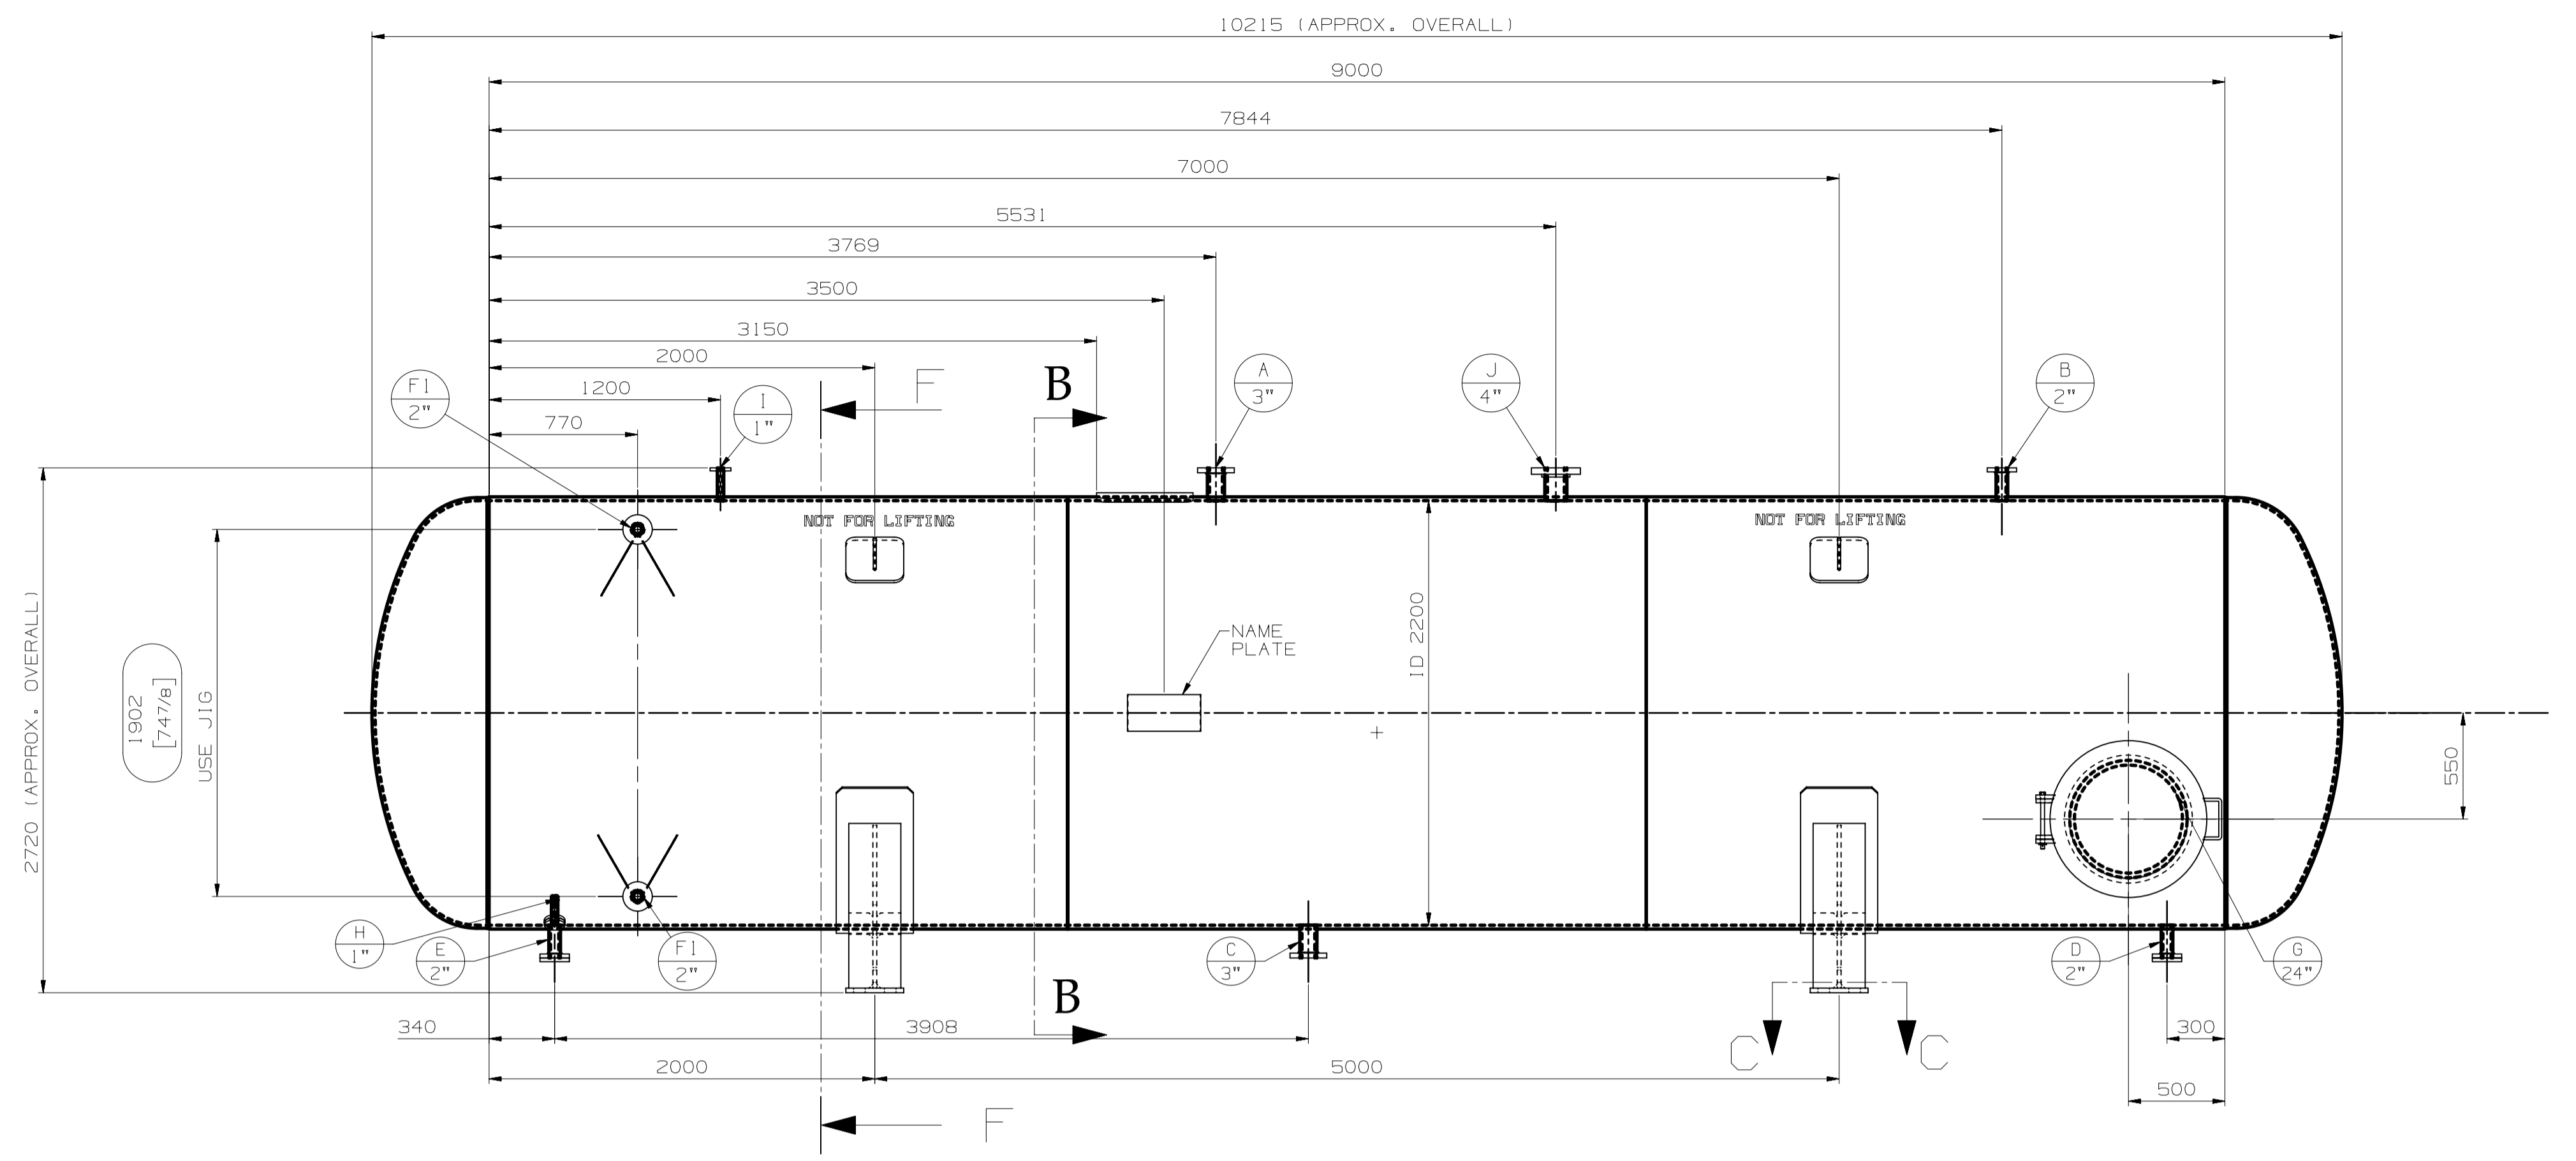 10215 (APPROX. OVERALL)
9000
7844
7000
5531
3769
3500
3150
2000
1200
770
F1
2"
I
1"
F
B
A
3"
J
4"
B
2"
NOT FOR LIFTING
NOT FOR LIFTING
2720 (APPROX. OVERALL)
1902
[747/8]
USE JIG
NAME
PLATE
ID 2200
550
H
1"
E
2"
F1
2"
C
3"
D
2"
G
24"
B
340
3908
C
C
300
2000
5000
500
F